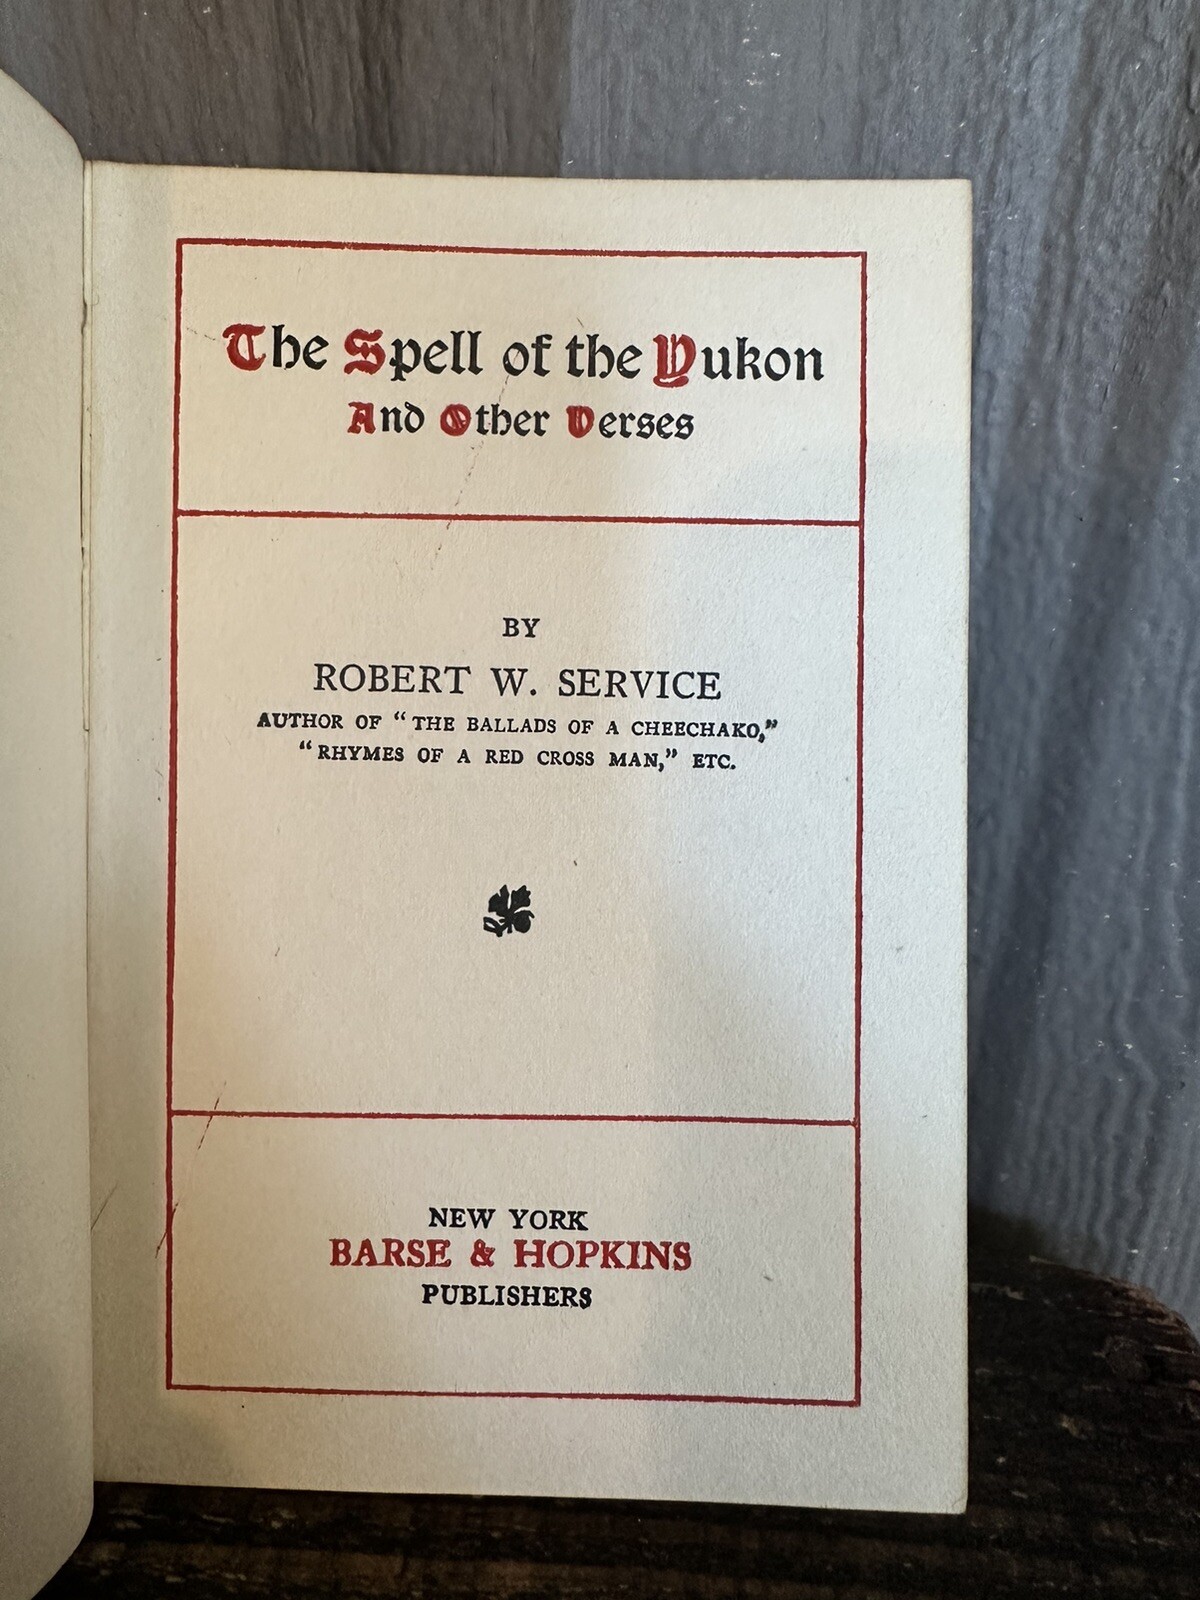 The Spell of the Yukon
And Other Verses
BY
ROBERT W. SERVICE
AUTHOR OF “THE BALLADS OF A CHEECHAKO,”
“RHYMES OF A RED CROSS MAN,” ETC.
NEW YORK
BARSE & HOPKINS
PUBLISHERS